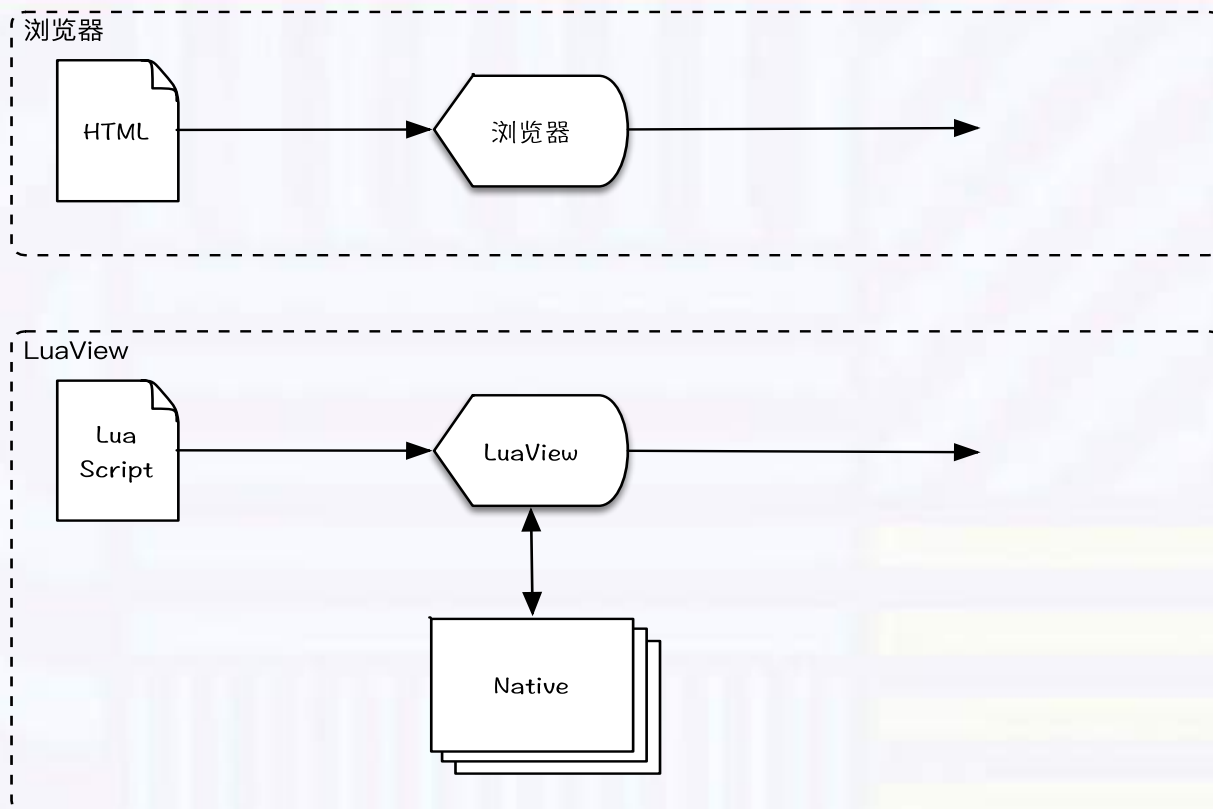 浏览器
HTML
浏览器
LuaView
Lua
Script
LuaView
Native